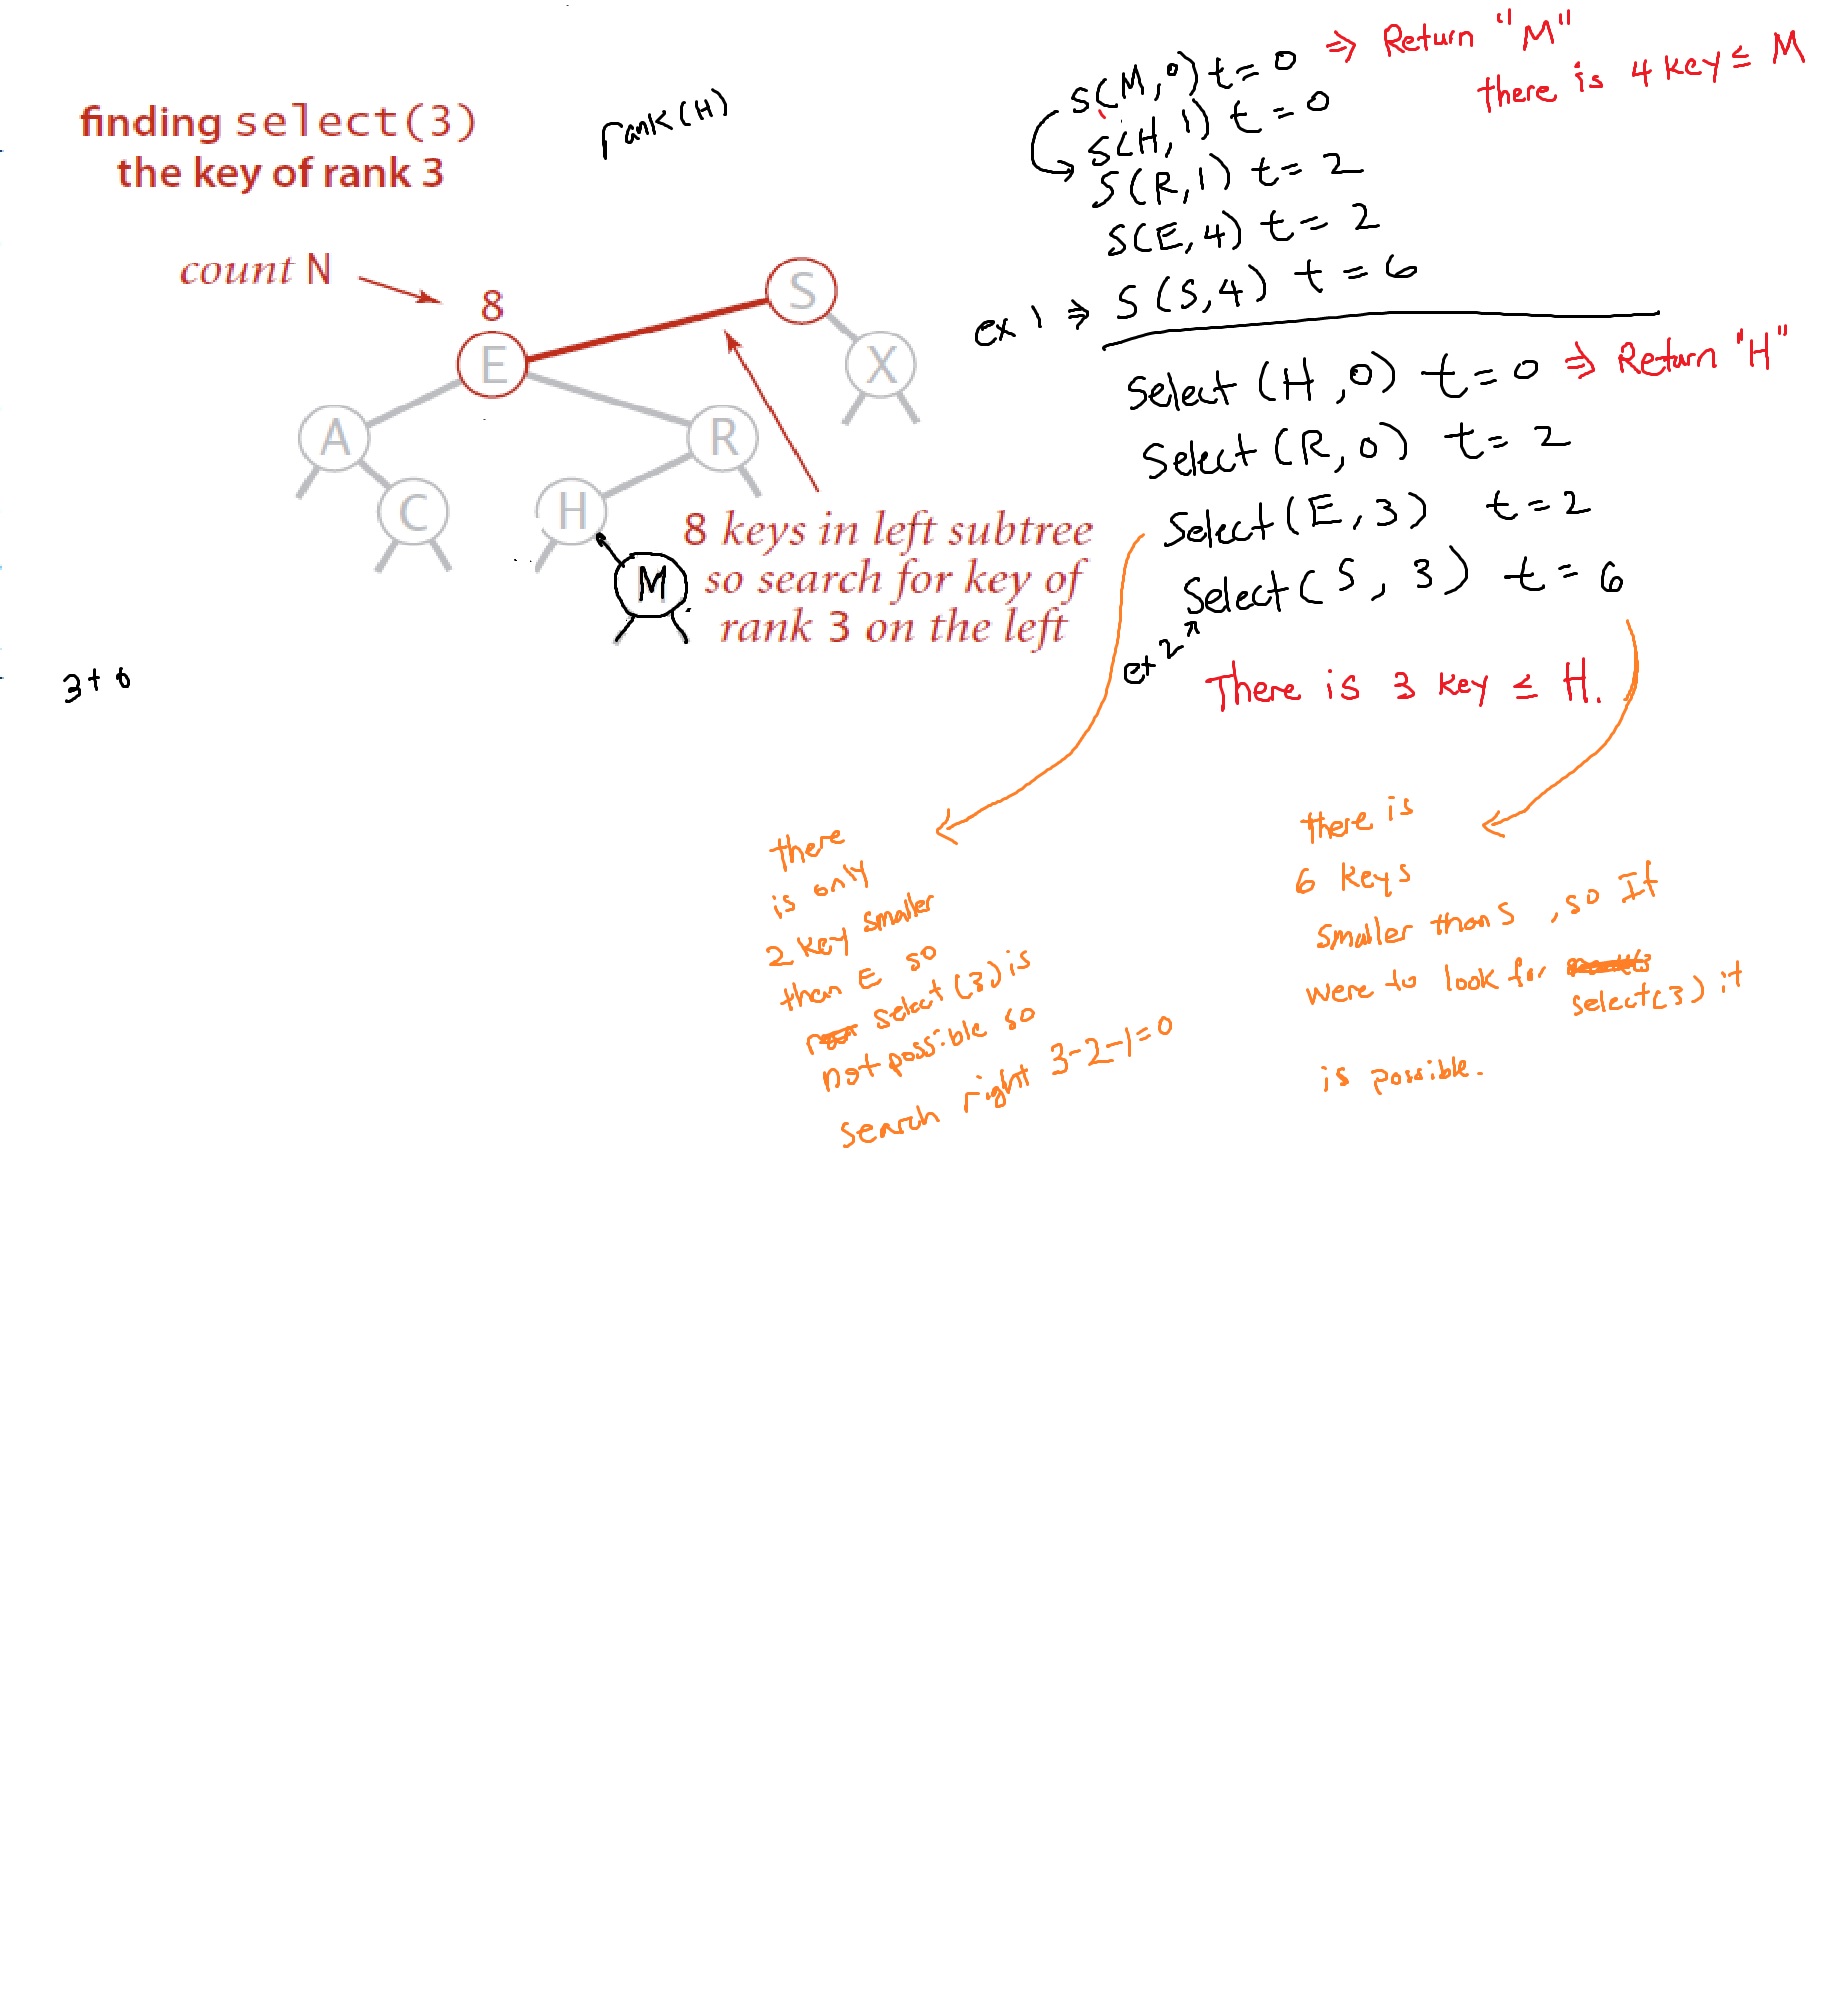 finding select(3)
the key of rank 3
rank(H)
count N
8
E
S
X
A
R
C
H
M
8 keys in left subtree
so search for key of
rank 3 on the left
3+6
S(M,0) t=0 ⇒ Return "M"
there is 4 key ≤ M
S(H,1) t=0
S(R,1) t=2
S(E,4) t=2
ex 1 ⇒ S(S,4) t=6
Select (H,0) t=0 ⇒ Return "H"
Select (R,0) t=2
Select (E,3) t=2
Select (S,3) t=6
ex 2
There is 3 key ≤ H.
there
is only
2 key smaller
than E so
select (3) is
not possible so
search right 3-2-1=0
there is
6 keys
smaller than S, so If
were to look for
select(3) it
is possible.